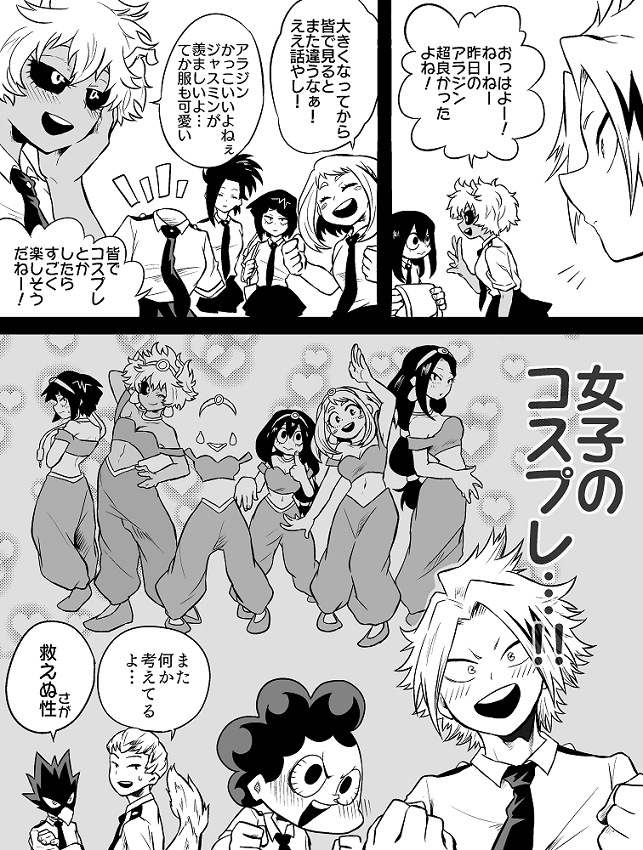 おっはよー！
ねーねー
昨日の
アラジン
超良かった
よね！
大きくなってから
皆で見ると
また違うなぁ！
ええ話やし！
アラジン
かっこいいよねぇ
ジャスミンが
羨ましいよ…
てか服も可愛い
皆で
コスプレ
とか
したら
すごく
楽しそう
だねー！
女子の
コスプレ…!!
また
何か
考えてる
よ…
救えぬ性
さが